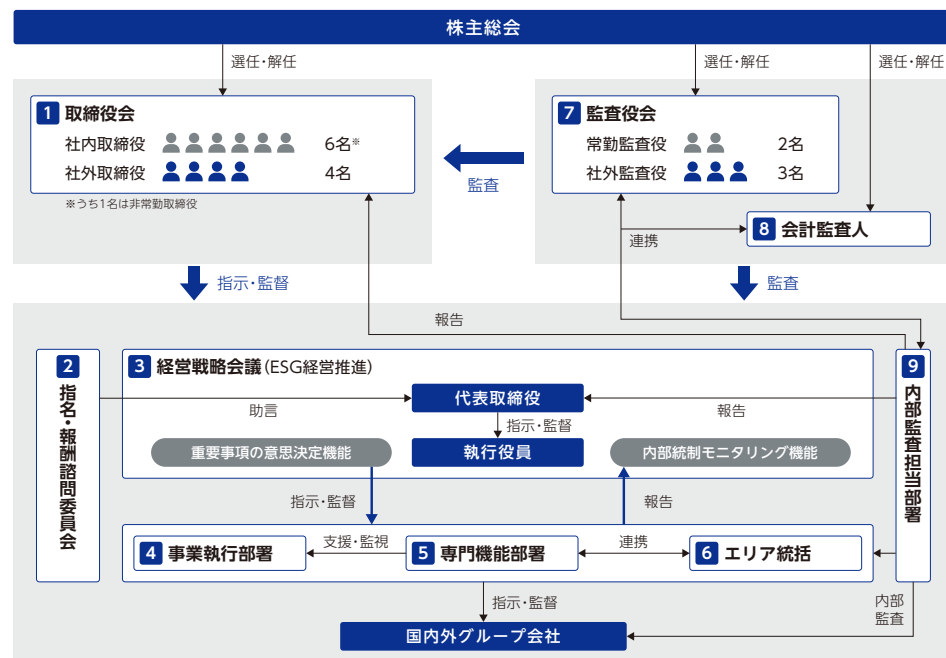 株主総会
選任・解任
選任・解任
選任・解任
1 取締役会
社内取締役 6名※
社外取締役 4名
※うち1名は非常勤取締役
監査
7 監査役会
常勤監査役 2名
社外監査役 3名
連携
8 会計監査人
指示・監督
監査
報告
2 指名・報酬諮問委員会
3 経営戦略会議(ESG経営推進)
代表取締役
助言
報告
指示・監督
執行役員
重要事項の意思決定機能
内部統制モニタリング機能
9 内部監査担当部署
指示・監督
報告
4 事業執行部署
支援・監視
5 専門機能部署
連携
6 エリア統括
指示・監督
内部
監査
国内外グループ会社